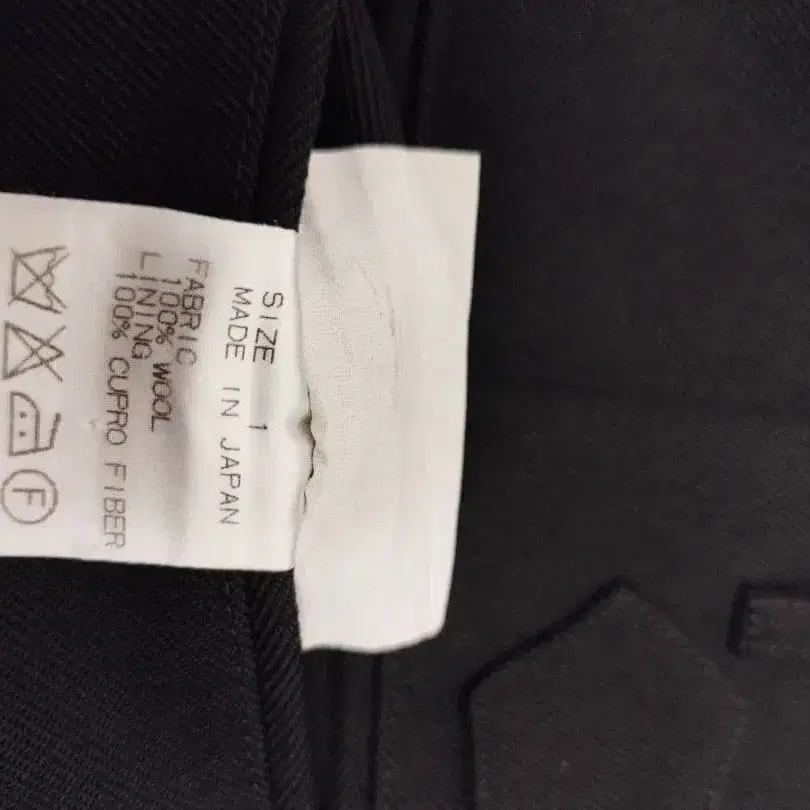 SIZE 1
MADE IN JAPAN
FABRIC
100% WOOL
LINING
100% CUPRO FIBER
F